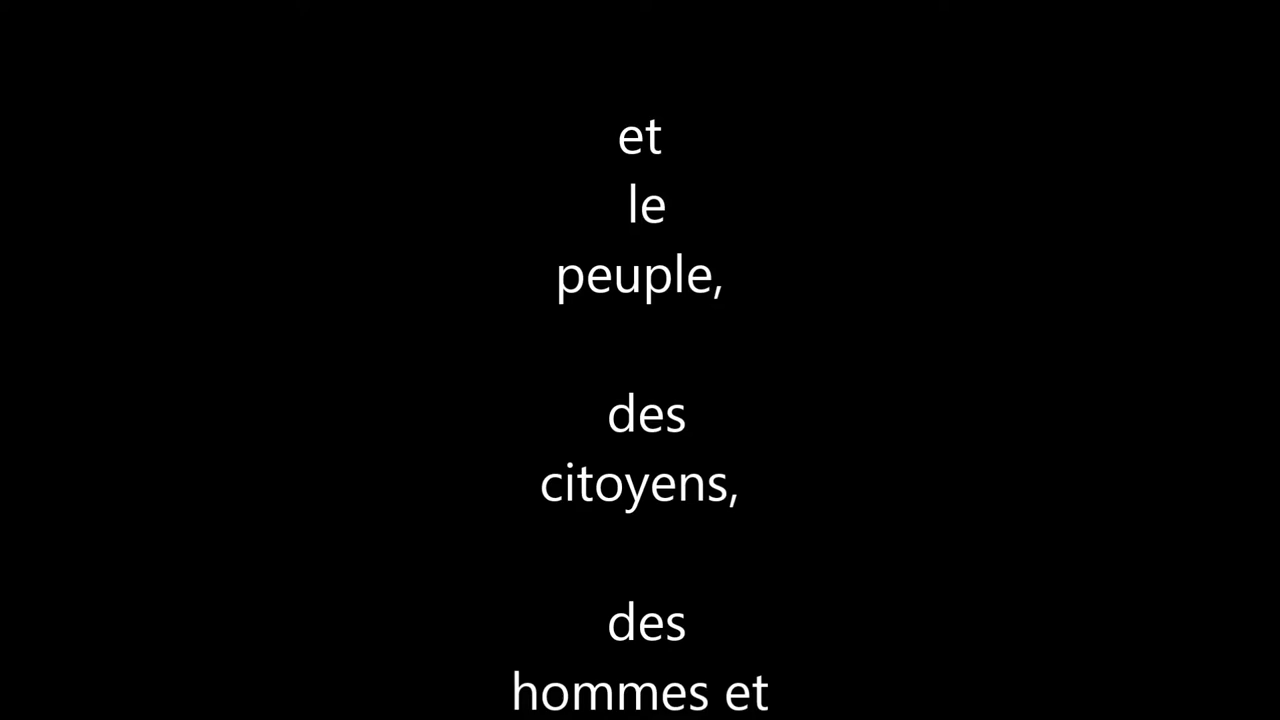 et
le
peuple,
des
citoyens,
des
hommes et